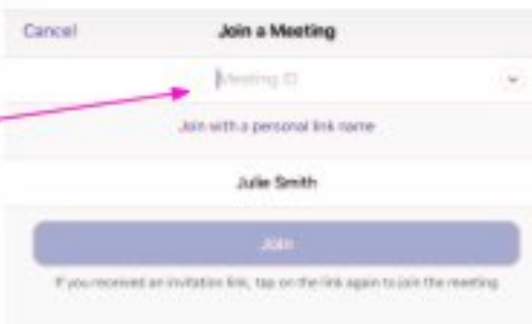 Cancel
Join a Meeting
Meeting ID
Join with a personal link name
Julie Smith
Join
If you received an invitation link, tap on the link again to join the meeting